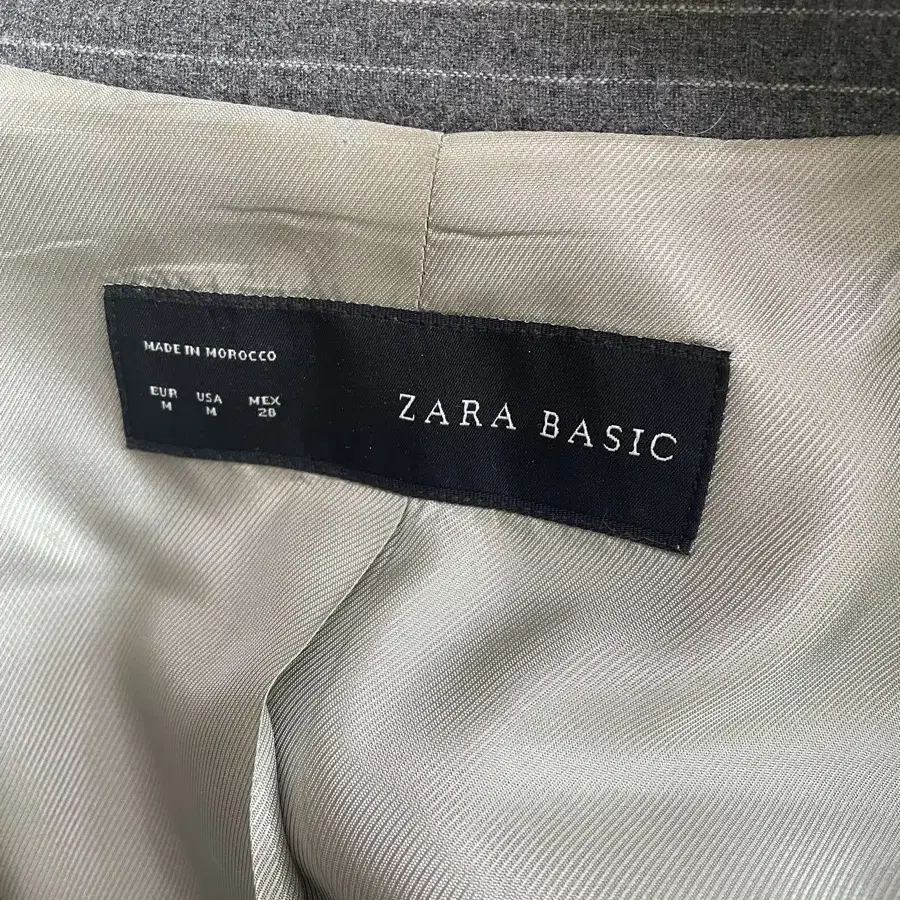 MADE IN MOROCCO
EUR USA MEX
M M 28
ZARA BASIC